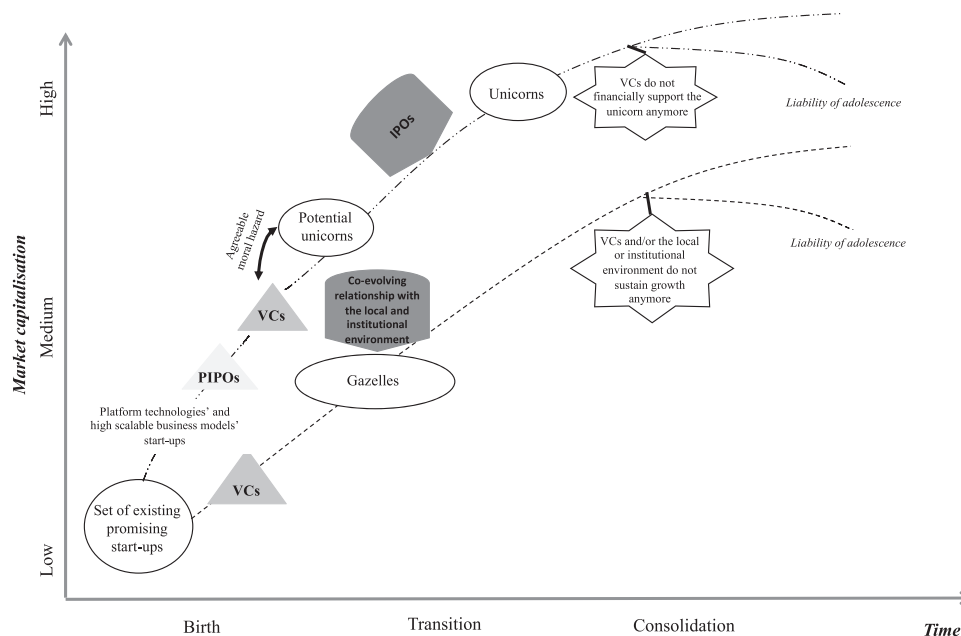 High
Medium
Low
Market capitalisation
Unicorns
VCs do not
financially support the
unicorn anymore
Liability of adolescence
IPOs
Agreeable
moral hazard
Potential
unicorns
VCs and/or the local
or institutional
environment do not
sustain growth
anymore
Liability of adolescence
Co-evolving
relationship with
the local and
institutional
environment
VCs
PIPOs
Gazelles
Platform technologies’ and
high scalable business models’
start-ups
VCs
Set of existing
promising
start-ups
Birth
Transition
Consolidation
Time